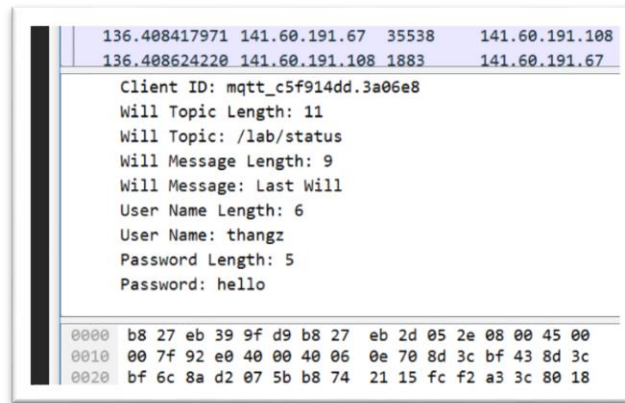 136.408417971 141.60.191.67 35538 141.60.191.108
136.408624220 141.60.191.108 1883 141.60.191.67
Client ID: mqtt_c5f914dd.3a06e8
Will Topic Length: 11
Will Topic: /lab/status
Will Message Length: 9
Will Message: Last Will
User Name Length: 6
User Name: thangz
Password Length: 5
Password: hello
0000 b8 27 eb 39 9f d9 b8 27 eb 2d 05 2e 08 00 45 00
0010 00 7f 92 e0 40 00 40 06 0e 70 8d 3c bf 43 8d 3c
0020 bf 6c 8a d2 07 5b b8 74 21 15 fc f2 a3 3c 80 18